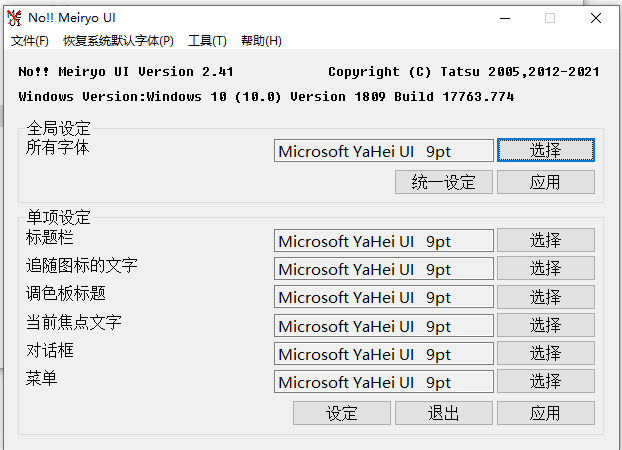 No!! Meiryo UI
文件(F) 恢复系统默认字体(P) 工具(T) 帮助(H)
No!! Meiryo UI Version 2.41 Copyright (C) Tatsu 2005,2012-2021
Windows Version:Windows 10 (10.0) Version 1809 Build 17763.774
全局设定
所有字体 Microsoft YaHei UI 9pt 选择
统一设定 应用
单项设定
标题栏 Microsoft YaHei UI 9pt 选择
追随图标的文字 Microsoft YaHei UI 9pt 选择
调色板标题 Microsoft YaHei UI 9pt 选择
当前焦点文字 Microsoft YaHei UI 9pt 选择
对话框 Microsoft YaHei UI 9pt 选择
菜单 Microsoft YaHei UI 9pt 选择
设定 退出 应用